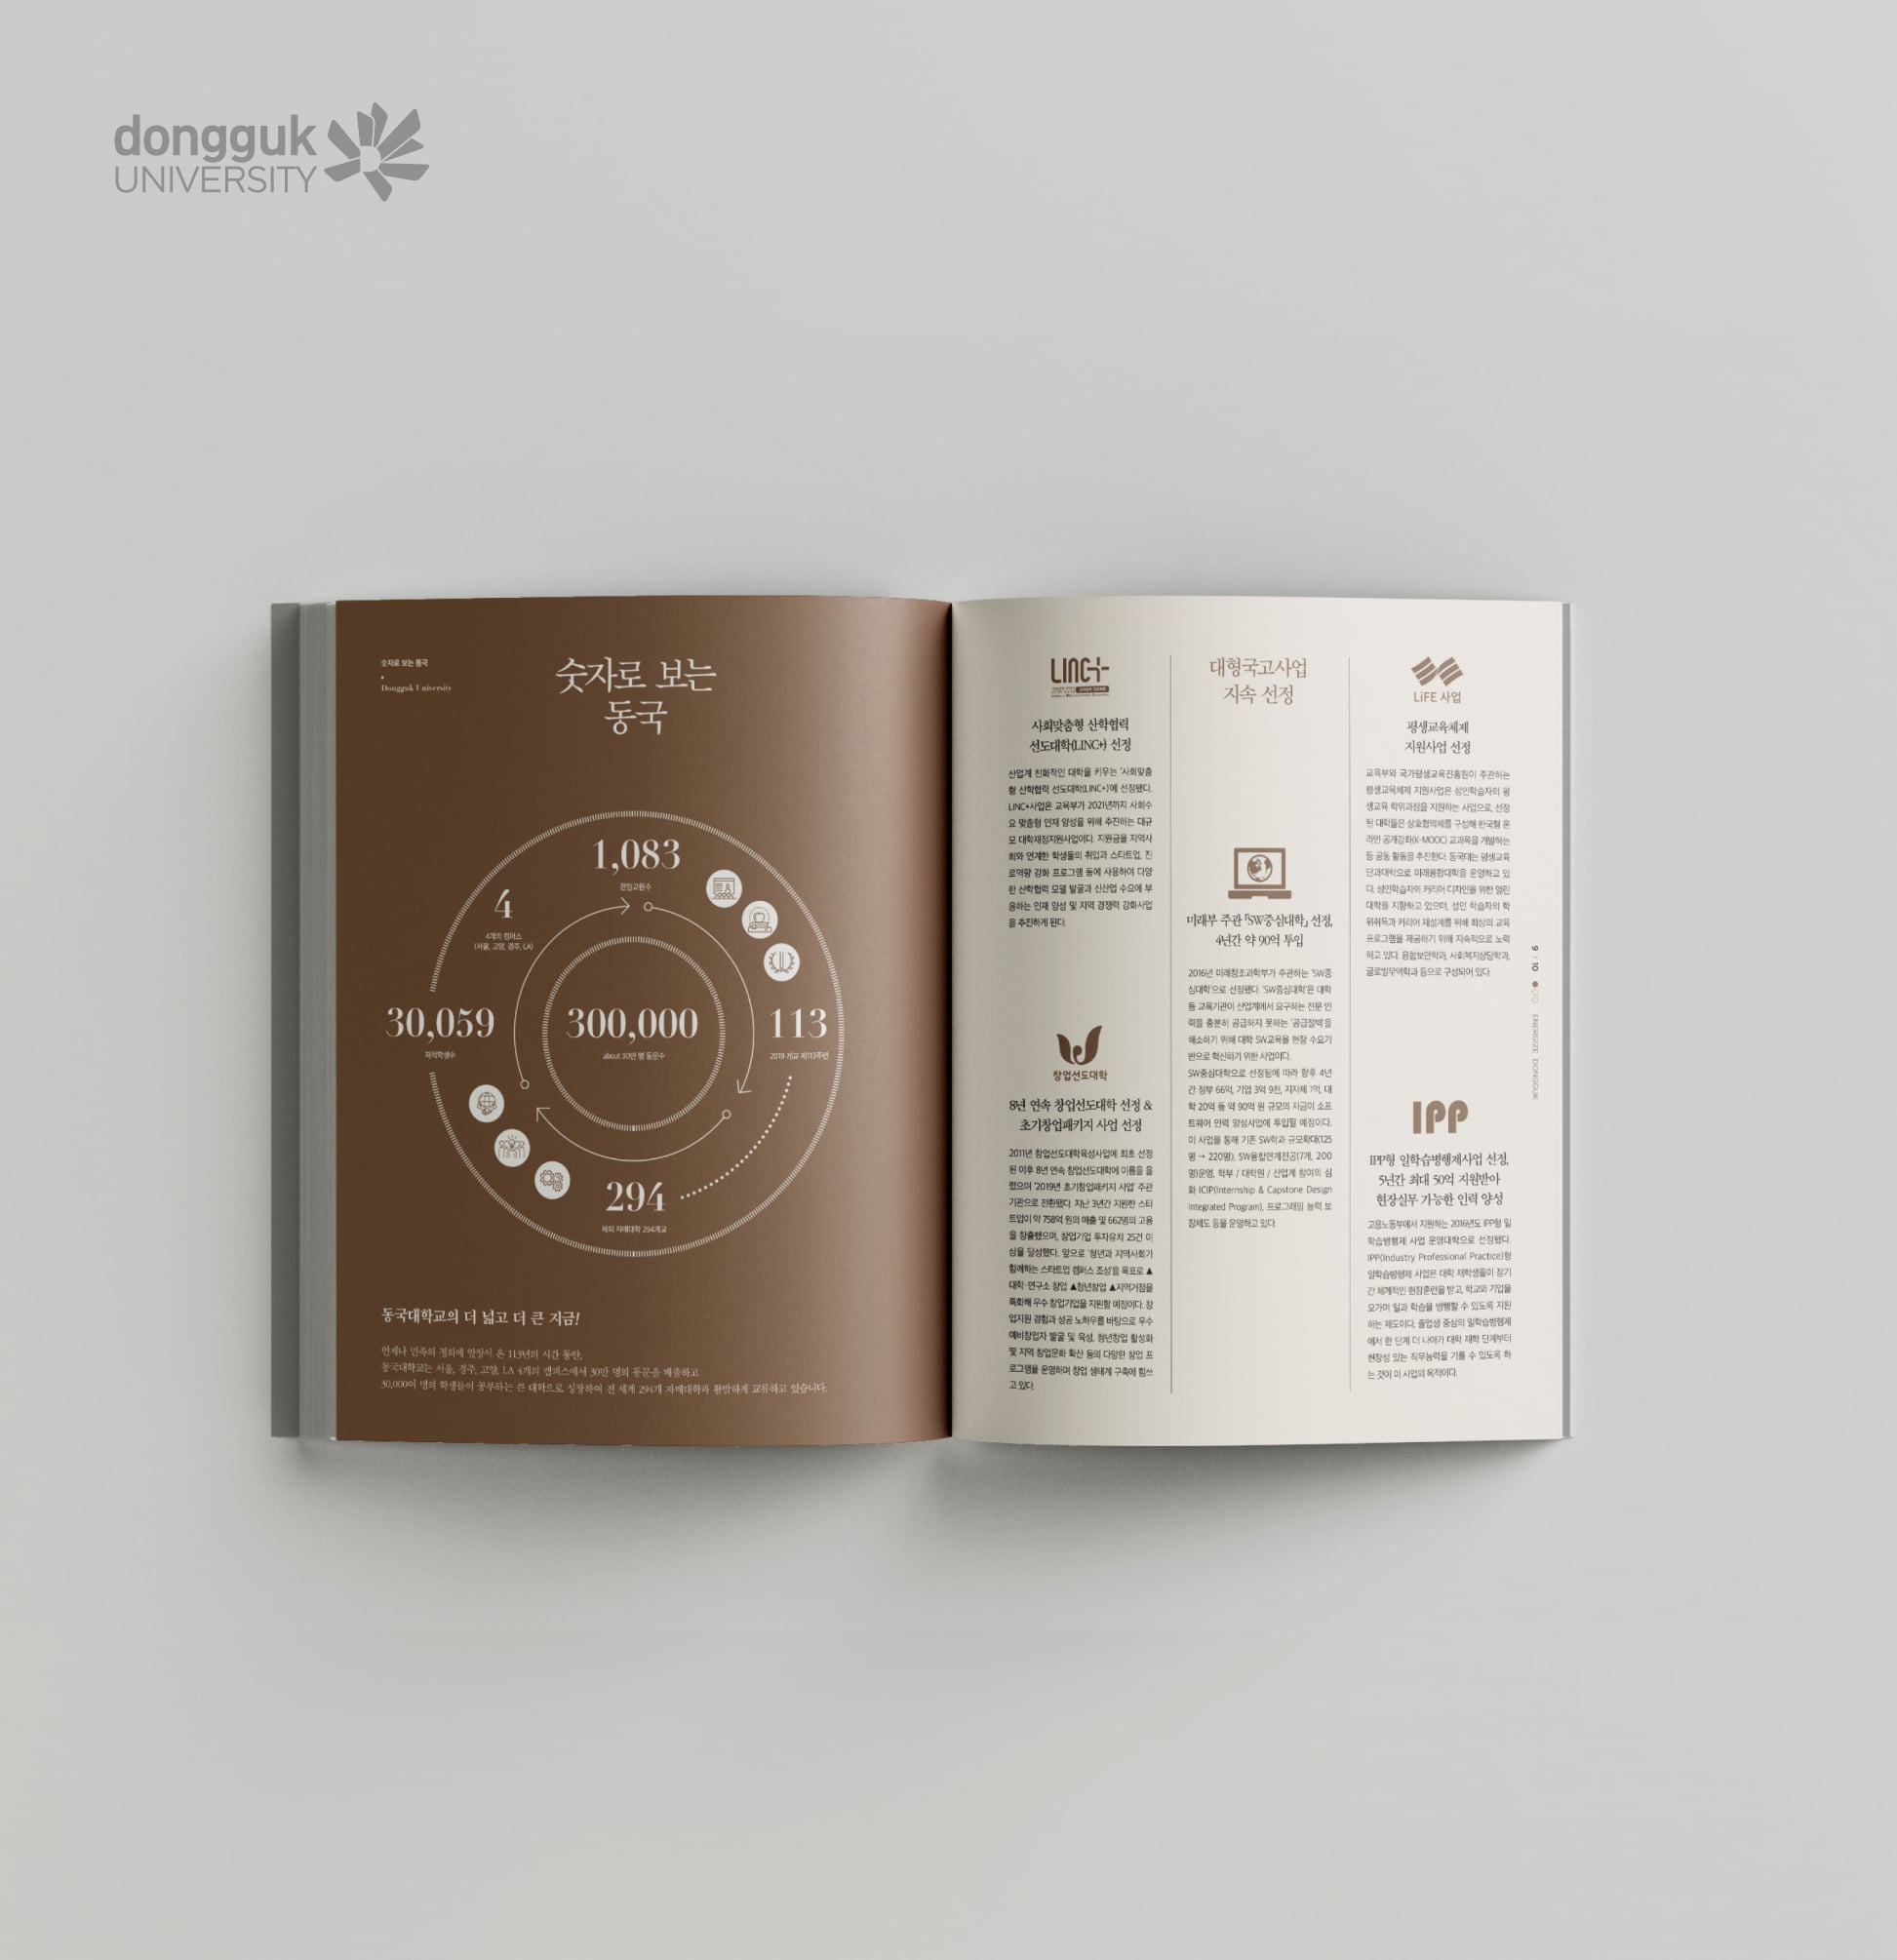 dongguk
UNIVERSITY
숫자로 보는 동국
Dongguk University
숫자로 보는
동국
1,083
전임교원수
4
4개의 캠퍼스
(서울, 고양, 경주, LA)
30,059
재적학생수
300,000
about 30만 명 동문수
113
2019 개교 제113주년
294
해외 자매대학 294개교
동국대학교의 더 넓고 더 큰 지금!
언제나 민족의 정의에 앞장서 온 113년의 시간 동안,
동국대학교는 서울, 경주, 고양, LA 4개의 캠퍼스에서 30만 명의 동문을 배출하고
30,000여 명의 학생들이 공부하는 큰 대학으로 성장하여 전 세계 294개 자매대학과 활발하게 교류하고 있습니다.
LINC+
사회맞춤형 산학협력
선도대학(LINC+) 선정
산업계 친화적인 대학을 키우는 '사회맞춤
형 산학협력 선도대학(LINC+)'에 선정됐다.
LINC+사업은 교육부가 2021년까지 사회수
요 맞춤형 인재 양성을 위해 추진하는 대규
모 대학재정지원사업이다. 지원금을 지역사
회와 연계한 학생들의 취업과 스타트업, 진
로역량 강화 프로그램 등에 사용하여 다양
한 산학협력 모델 발굴과 신산업 수요에 부
응하는 인재 양성 및 지역 경쟁력 강화사업
을 추진하게 된다.
창업선도대학
8년 연속 창업선도대학 선정 &
초기창업패키지 사업 선정
2011년 창업선도대학육성사업에 최초 선정
된 이후 8년 연속 창업선도대학에 이름을 올
렸으며 '2019년 초기창업패키지 사업' 주관
기관으로 전환됐다. 지난 3년간 지원한 스타
트업이 약 758억 원의 매출 및 662명의 고용
을 창출했으며, 창업기업 투자유치 25건 이
상을 달성했다. 앞으로 '청년과 지역사회가
함께하는 스타트업 캠퍼스 조성'을 목표로 ▲
대학·연구소 창업 ▲청년창업 ▲지역거점을
특화해 우수 창업기업을 지원할 예정이다. 창
업지원 경험과 성공 노하우를 바탕으로 우수
예비창업자 발굴 및 육성, 청년창업 활성화
및 지역 창업문화 확산 등의 다양한 창업 프
로그램을 운영하며 창업 생태계 구축에 힘쓰
고 있다.
대형국고사업
지속 선정
미래부 주관 「SW중심대학」 선정,
4년간 약 90억 투입
2016년 미래창조과학부가 주관하는 'SW중
심대학'으로 선정됐다. 'SW중심대학'은 대학
등 교육기관이 산업계에서 요구하는 전문 인
력을 충분히 공급하지 못하는 '공급절벽'을
해소하기 위해 대학 SW교육을 현장 수요기
반으로 혁신하기 위한 사업이다.
SW중심대학으로 선정됨에 따라 향후 4년
간 정부 66억, 기업 3억 9천, 지자체 1억, 대
학 20억 등 약 90억 원 규모의 자금이 소프
트웨어 인력 양성사업에 투입될 예정이다.
이 사업을 통해 기존 SW학과 규모확대(125
명 → 220명), SW융합연계전공(7개, 200
명)운영, 학부 / 대학원 / 산업계 참여의 심
화 ICIP(Internship & Capstone Design
Integrated Program), 프로그래밍 능력 보
장제도 등을 운영하고 있다.
LiFE 사업
평생교육체제
지원사업 선정
교육부와 국가평생교육진흥원이 주관하는
평생교육체제 지원사업은 성인학습자의 평
생교육 학위과정을 지원하는 사업으로, 선정
된 대학들은 상호협의체를 구성해 한국형 온
라인 공개강좌(K-MOOC) 교과목을 개발하는
등 공동 활동을 추진한다. 동국대는 평생교육
단과대학으로 미래융합대학을 운영하고 있
다. 성인학습자의 커리어 디자인을 위한 열린
대학을 지향하고 있으며, 성인 학습자의 학
위취득과 커리어 재설계를 위해 최상의 교육
프로그램을 제공하기 위해 지속적으로 노력
하고 있다. 융합보안학과, 사회복지상담학과,
글로벌무역학과 등으로 구성되어 있다.
IPP
IPP형 일학습병행제사업 선정,
5년간 최대 50억 지원받아
현장실무 가능한 인력 양성
고용노동부에서 지원하는 2016년도 IPP형 일
학습병행제 사업 운영대학으로 선정됐다.
IPP(Industry Professional Practice)형
일학습병행제 사업은 대학 재학생들이 장기
간 체계적인 현장훈련을 받고, 학교와 기업을
오가며 일과 학습을 병행할 수 있도록 지원
하는 제도이다. 졸업생 중심의 일학습병행제
에서 한 단계 더 나아가 대학 재학 단계부터
현장성 있는 직무능력을 기를 수 있도록 하
는 것이 이 사업의 목적이다.
9 | 10
ENERGIZE DONGGUK